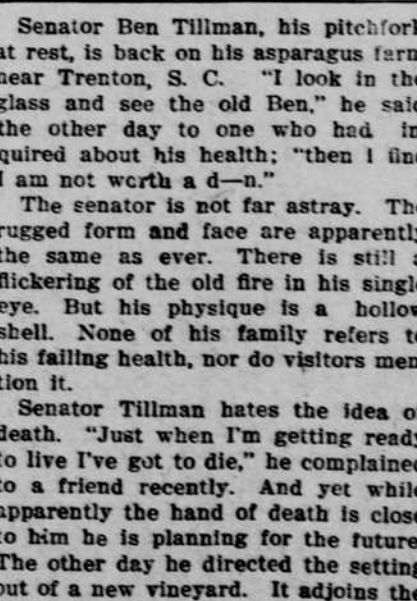 Senator Ben Tillman, his pitchfork
at rest, is back on his asparagus farm
near Trenton, S. C. "I look in the
glass and see the old Ben," he said
the other day to one who had in
quired about his health; "then I find
I am not worth a d—n."
The senator is not far astray. The
rugged form and face are apparently
the same as ever. There is still a
flickering of the old fire in his single
eye. But his physique is a hollow
shell. None of his family refers to
his failing health, nor do visitors men
tion it.
Senator Tillman hates the idea of
death. "Just when I'm getting ready
to live I've got to die," he complained
to a friend recently. And yet while
apparently the hand of death is close
to him he is planning for the future.
The other day he directed the setting
out of a new vineyard. It adjoins the